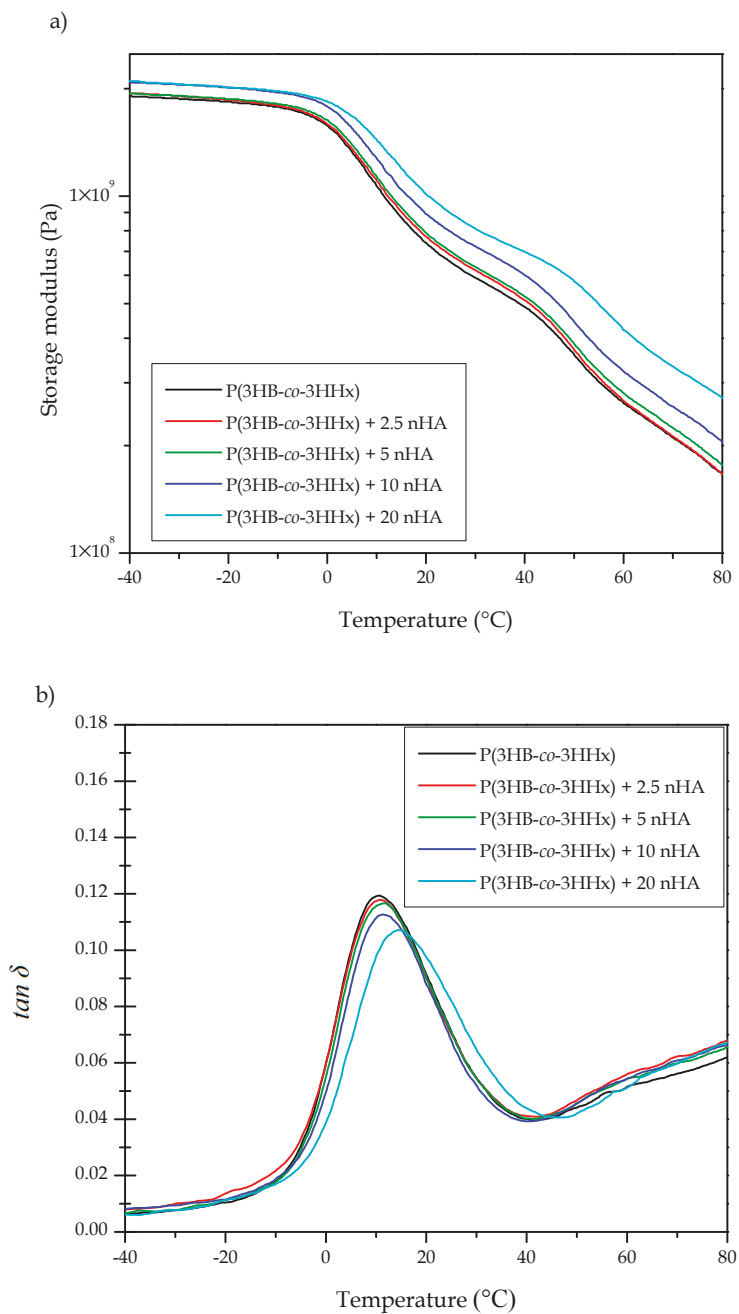 a)
Storage modulus (Pa)
1×10⁹
1×10⁸
P(3HB-co-3HHx)
P(3HB-co-3HHx) + 2.5 nHA
P(3HB-co-3HHx) + 5 nHA
P(3HB-co-3HHx) + 10 nHA
P(3HB-co-3HHx) + 20 nHA
-40 -20 0 20 40 60 80
Temperature (°C)
b)
tan δ
0.18
0.16
0.14
0.12
0.10
0.08
0.06
0.04
0.02
0.00
P(3HB-co-3HHx)
P(3HB-co-3HHx) + 2.5 nHA
P(3HB-co-3HHx) + 5 nHA
P(3HB-co-3HHx) + 10 nHA
P(3HB-co-3HHx) + 20 nHA
-40 -20 0 20 40 60 80
Temperature (°C)